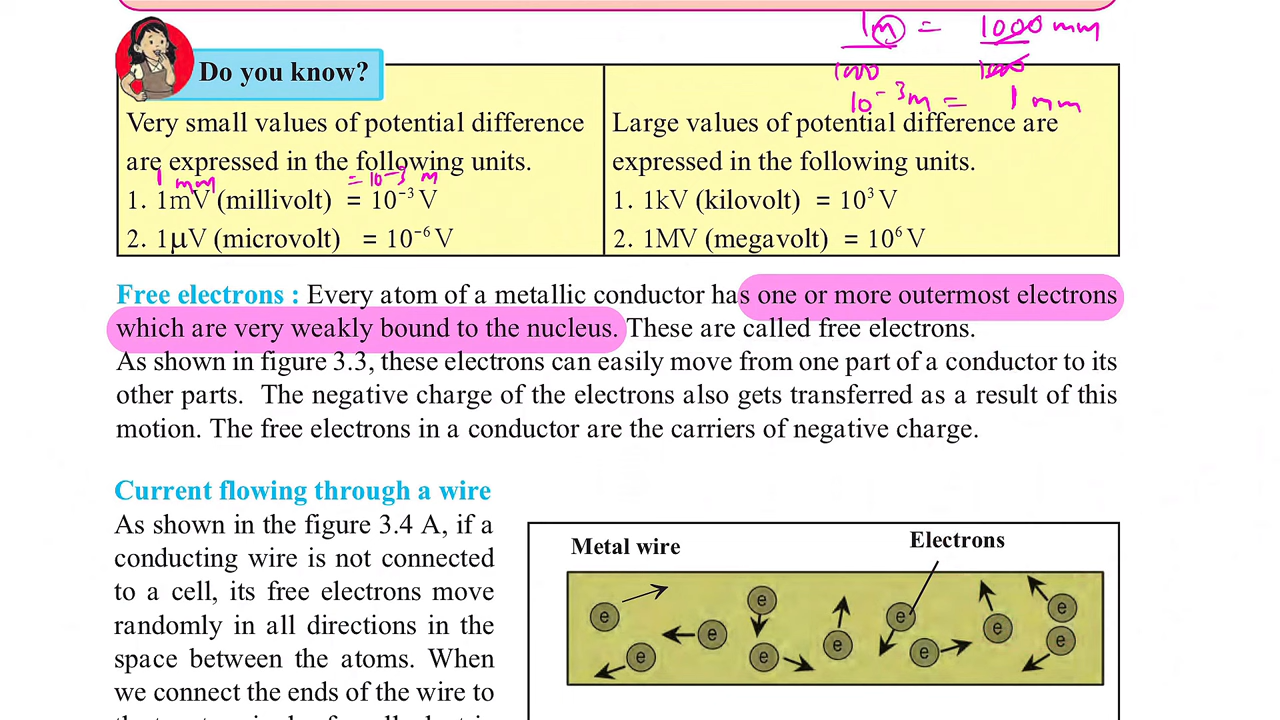 1m = 1000 mm
1000 1000
10⁻³m = 1 mm
Do you know?
Very small values of potential difference
are expressed in the following units.
1 mm = 10⁻³ m
1. 1mV (millivolt) = 10⁻³ V
2. 1µV (microvolt) = 10⁻⁶ V
Large values of potential difference are
expressed in the following units.
1. 1kV (kilovolt) = 10³ V
2. 1MV (megavolt) = 10⁶ V
Free electrons : Every atom of a metallic conductor has one or more outermost electrons
which are very weakly bound to the nucleus. These are called free electrons.
As shown in figure 3.3, these electrons can easily move from one part of a conductor to its
other parts. The negative charge of the electrons also gets transferred as a result of this
motion. The free electrons in a conductor are the carriers of negative charge.
Current flowing through a wire
As shown in the figure 3.4 A, if a
conducting wire is not connected
to a cell, its free electrons move
randomly in all directions in the
space between the atoms. When
we connect the ends of the wire to
Metal wire
Electrons
e e e e e e
e e e e e e